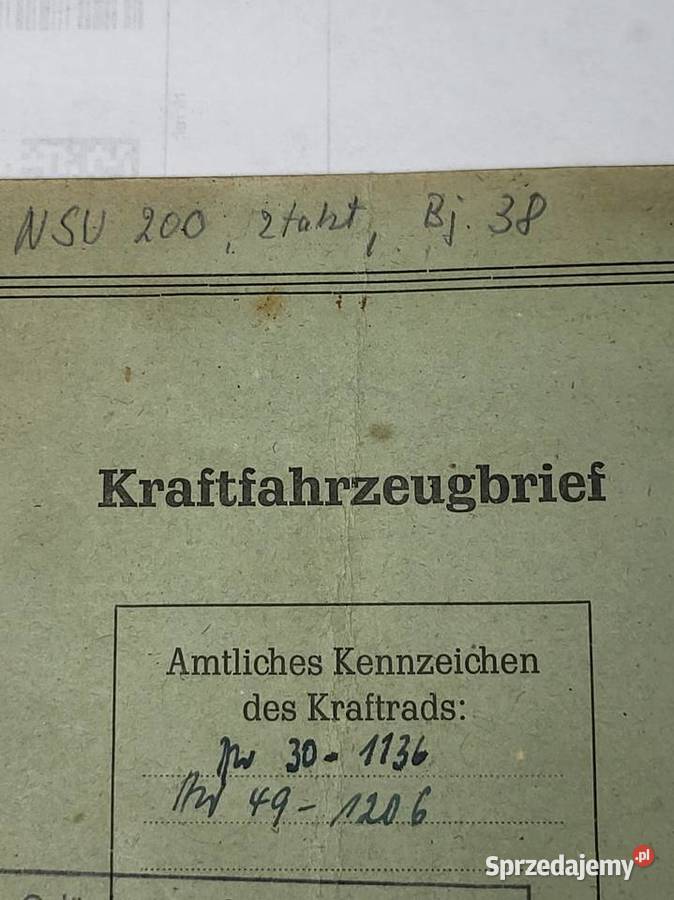 NSU 200, 2takt, Bj. 38
Kraftfahrzeugbrief
Amtliches Kennzeichen
des Kraftrads:
30-1136
49-1206
Sprzedajemy.pl